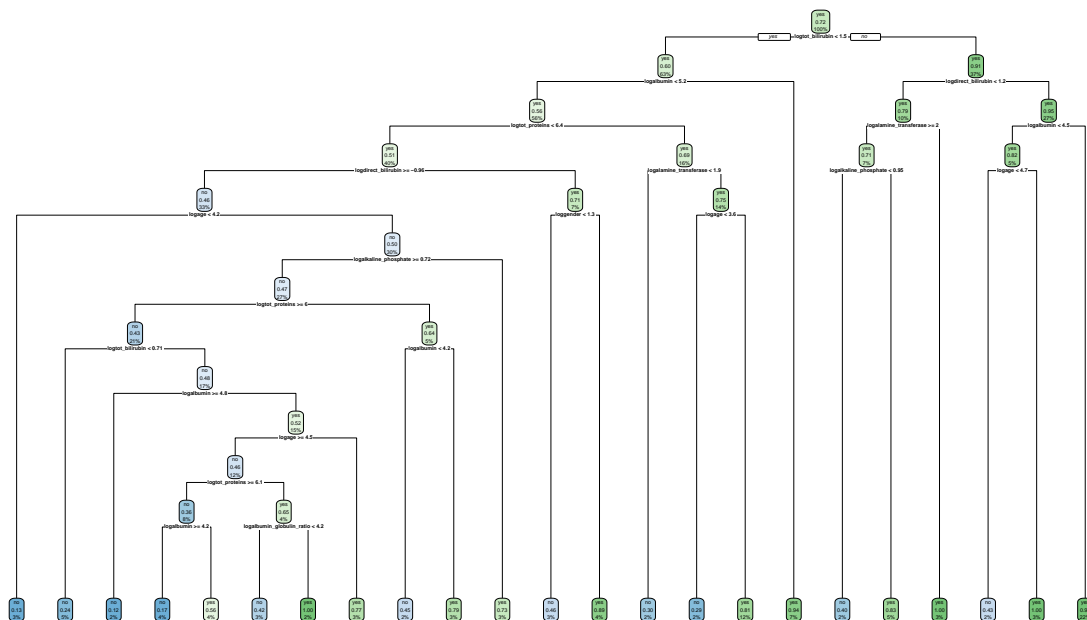 yes
0.72
100%
yes logtot_bilirubin < 1.5 no
yes
0.60
63%
logalbumin < 5.2
yes
0.91
37%
logdirect_bilirubin < 1.2
yes
0.56
56%
logtot_proteins < 6.4
yes
0.79
10%
logalamine_transferase >= 2
yes
0.95
27%
logalbumin < 4.5
yes
0.51
40%
logdirect_bilirubin >= −0.96
yes
0.69
16%
logalamine_transferase < 1.9
yes
0.71
7%
logalkaline_phosphate < 0.95
yes
0.82
5%
logage < 4.7
no
0.46
33%
logage < 4.2
yes
0.71
7%
loggender < 1.3
yes
0.75
14%
logage < 3.6
no
0.50
30%
logalkaline_phosphate >= 0.72
no
0.47
27%
logtot_proteins >= 6
no
0.43
21%
logtot_bilirubin < 0.71
yes
0.64
5%
logalbumin < 4.2
no
0.48
17%
logalbumin >= 4.8
yes
0.52
15%
logage >= 4.5
no
0.46
12%
logtot_proteins >= 6.1
no
0.36
8%
logalbumin >= 4.2
yes
0.65
4%
logalbumin_globulin_ratio < 4.2
no
0.13
3%
no
0.24
5%
no
0.12
2%
no
0.17
4%
yes
0.56
4%
no
0.42
3%
yes
1.00
2%
yes
0.77
3%
no
0.45
2%
yes
0.79
3%
yes
0.73
3%
no
0.46
3%
yes
0.89
4%
no
0.30
2%
no
0.29
2%
yes
0.81
12%
yes
0.94
7%
no
0.40
2%
yes
0.83
5%
yes
1.00
3%
no
0.43
2%
yes
1.00
3%